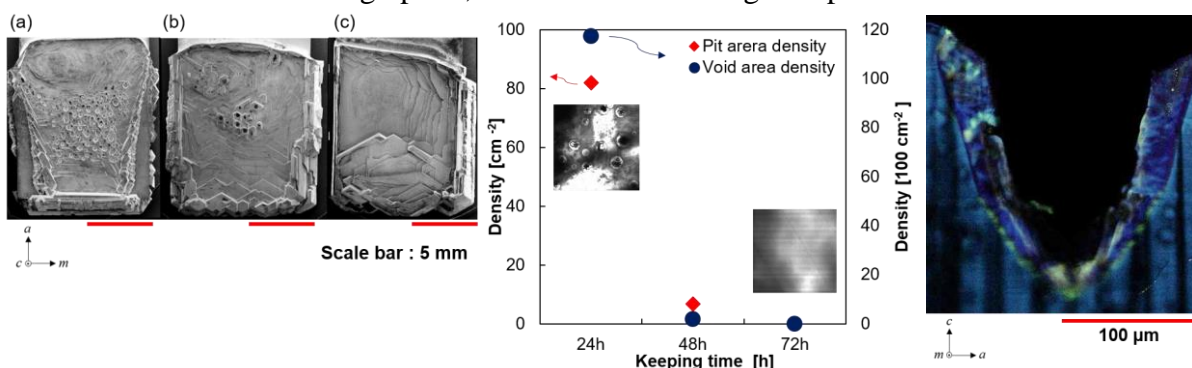 (a) (b) (c)
Scale bar : 5 mm
a
c m
100
80
60
40
20
0
Density [cm⁻²]
Pit arera density
Void area density
120
100
80
60
40
20
0
Density [100 cm⁻²]
24h 48h 72h
Keeping time [h]
100 μm
c
m a